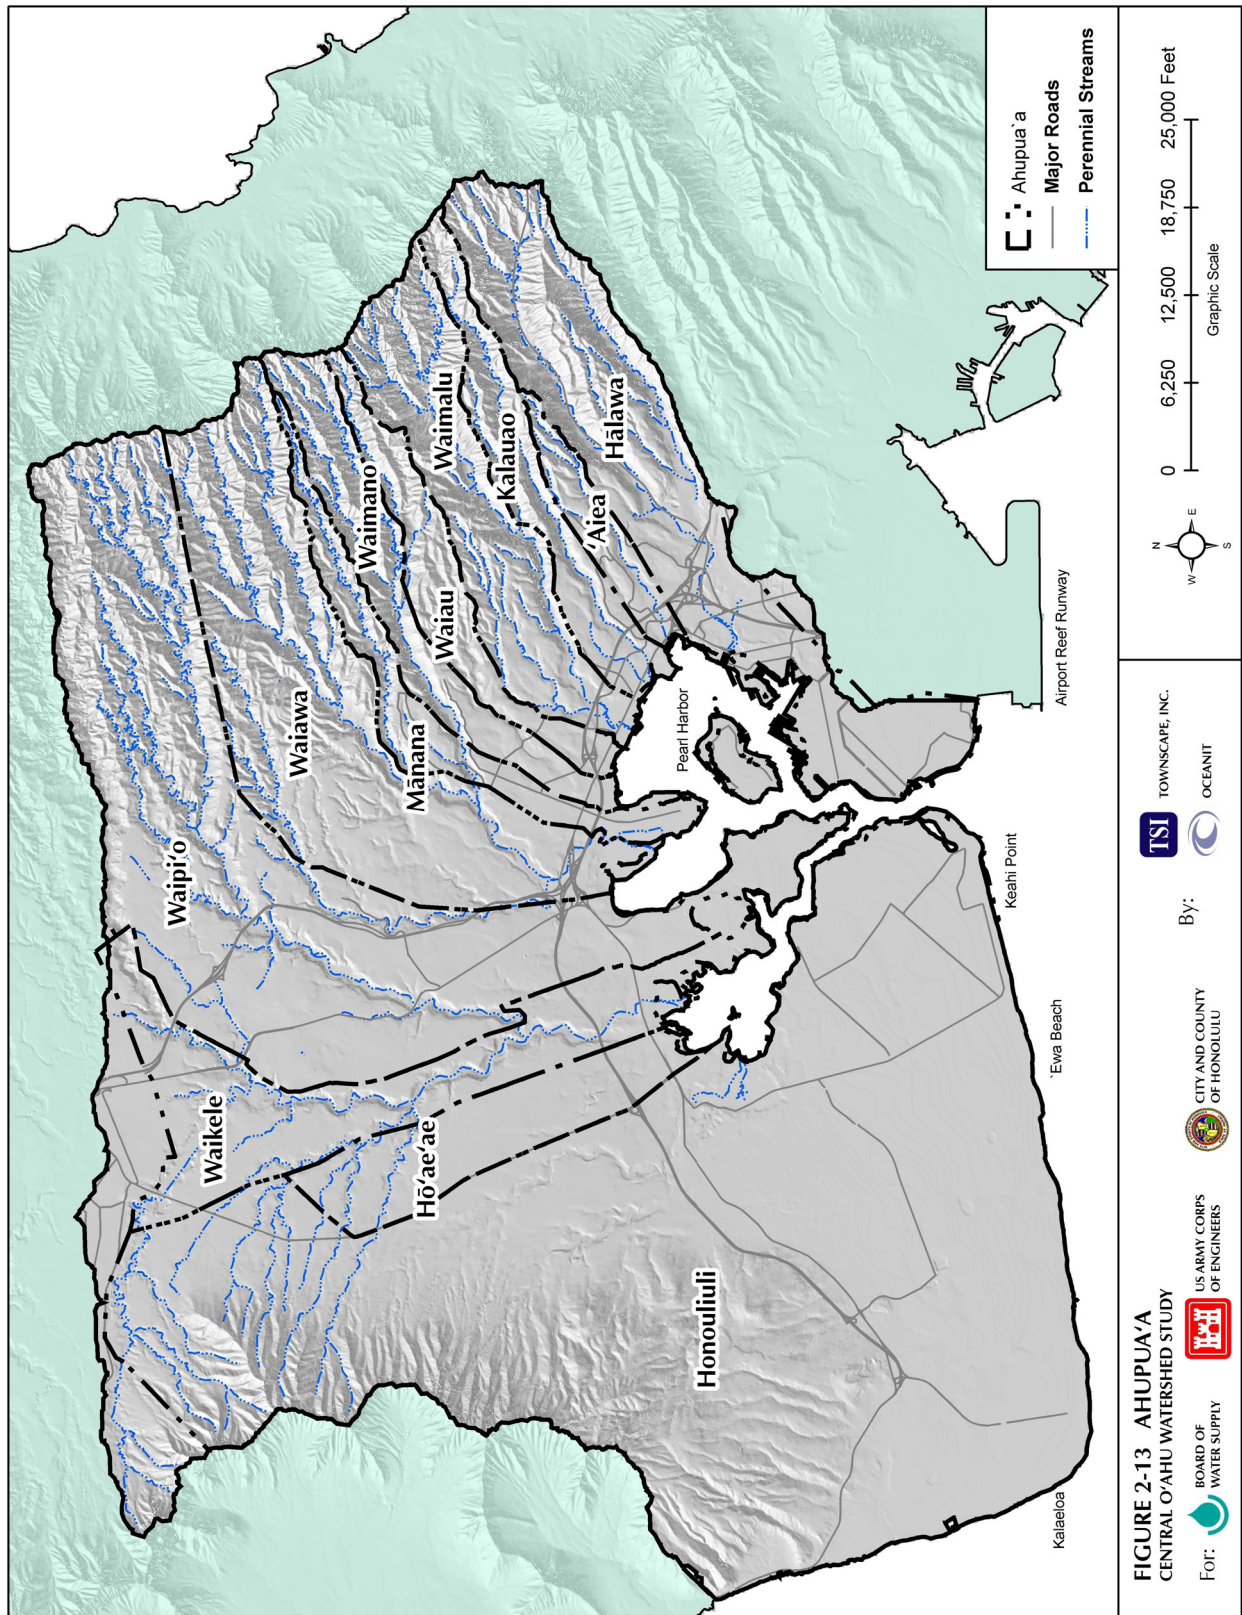 Ahupua`a
Major Roads
Perennial Streams
Waipi‘o
Waiawa
Mānana
Waimano
Waiau
Waimalu
Kalauao
‘Aiea
Hālawa
Waikele
Hō‘ae‘ae
Honouliuli
Pearl Harbor
Airport Reef Runway
Keahi Point
`Ewa Beach
Kalaeloa
FIGURE 2-13 AHUPUA‘A
CENTRAL O‘AHU WATERSHED STUDY
For:
BOARD OF
WATER SUPPLY
US ARMY CORPS
OF ENGINEERS
CITY AND COUNTY
OF HONOLULU
By:
TSI
TOWNSCAPE, INC.
OCEANIT
N
W
E
S
0 6,250 12,500 18,750 25,000 Feet
Graphic Scale